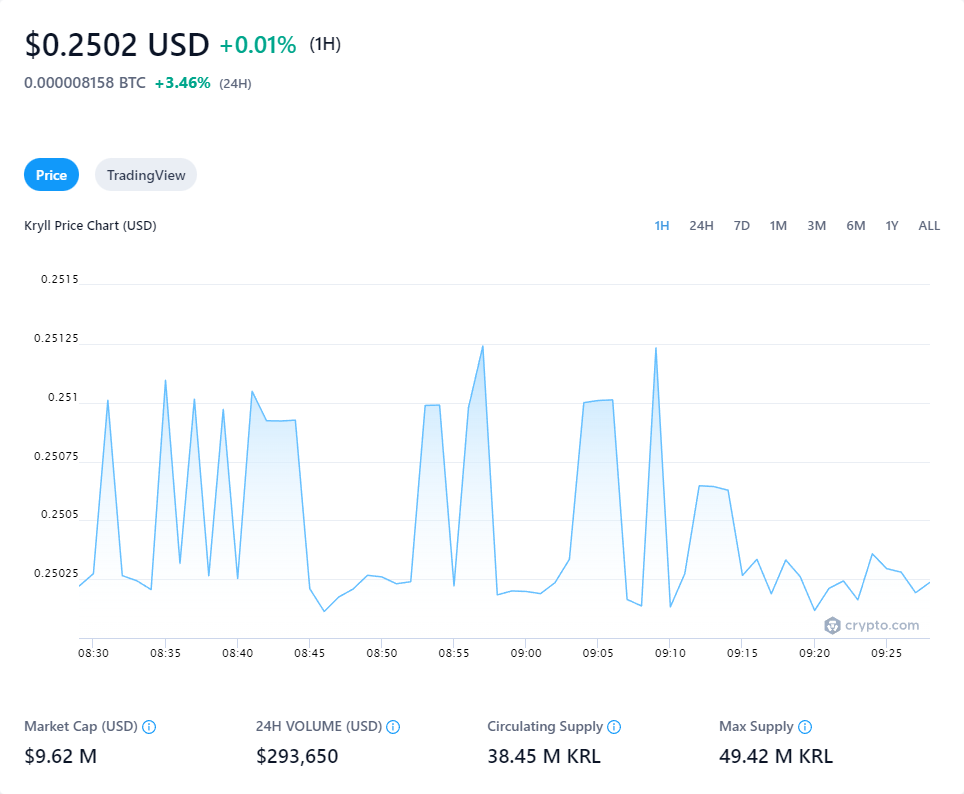 $0.2502 USD +0.01% (1H)
0.000008158 BTC +3.46% (24H)
Price TradingView
Kryll Price Chart (USD) 1H 24H 7D 1M 3M 6M 1Y ALL
0.2515
0.25125
0.251
0.25075
0.2505
0.25025
crypto.com
08:30 08:35 08:40 08:45 08:50 08:55 09:00 09:05 09:10 09:15 09:20 09:25
Market Cap (USD) 24H VOLUME (USD) Circulating Supply Max Supply
$9.62 M $293,650 38.45 M KRL 49.42 M KRL